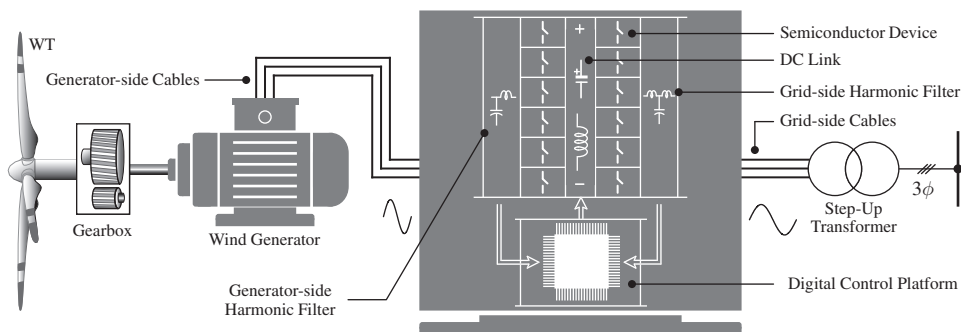 WT
Generator-side Cables
Gearbox
Wind Generator
Generator-side
Harmonic Filter
+
+
−
Semiconductor Device
DC Link
Grid-side Harmonic Filter
Grid-side Cables
3ϕ
Step-Up
Transformer
Digital Control Platform